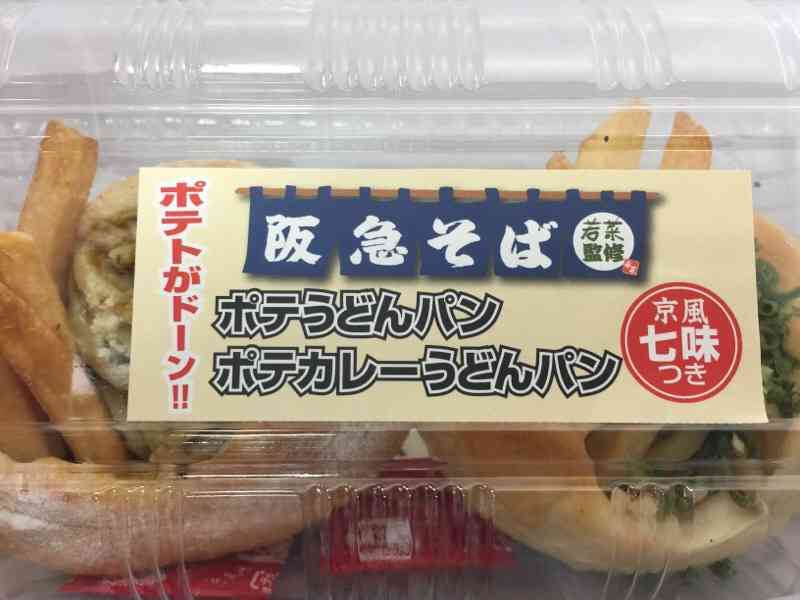 ポテトがドーン!!
阪急そば
若菜
監修
ポテうどんパン
ポテカレーうどんパン
京風
七味
つき